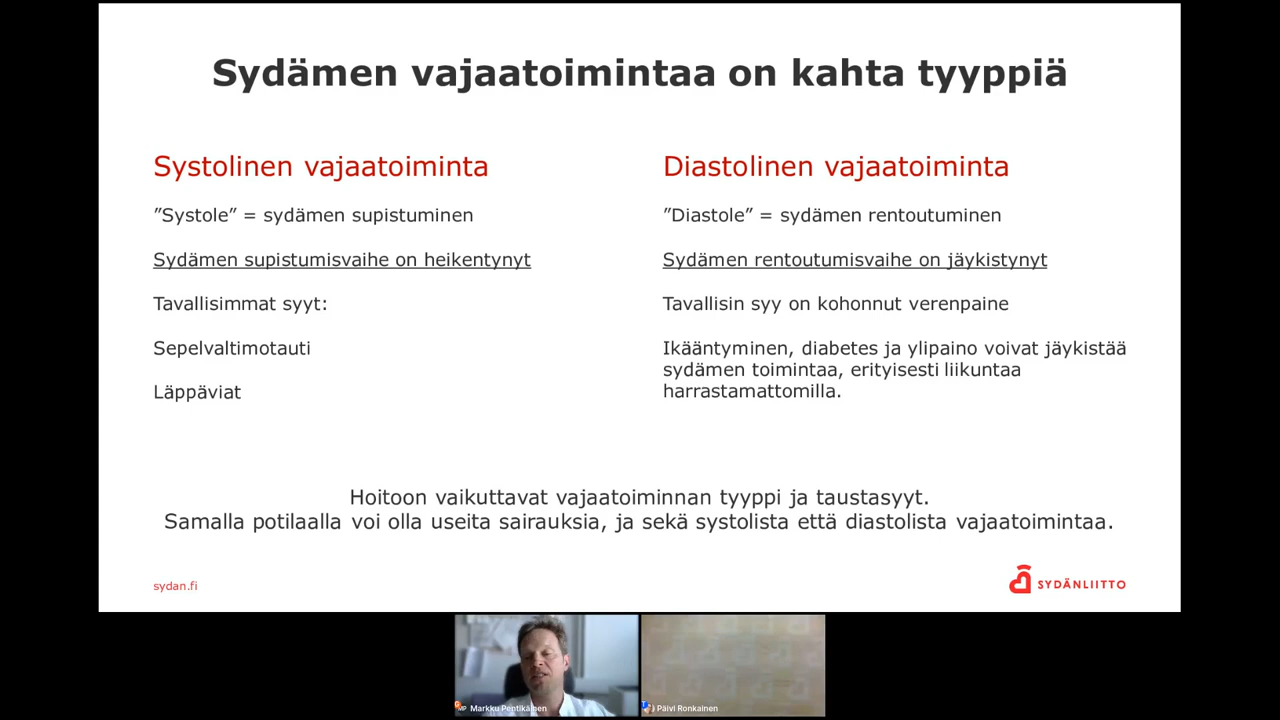 Sydämen vajaatoimintaa on kahta tyyppiä
Systolinen vajaatoiminta
”Systole” = sydämen supistuminen
Sydämen supistumisvaihe on heikentynyt
Tavallisimmat syyt:
Sepelvaltimotauti
Läppäviat
Diastolinen vajaatoiminta
”Diastole” = sydämen rentoutuminen
Sydämen rentoutumisvaihe on jäykistynyt
Tavallisin syy on kohonnut verenpaine
Ikääntyminen, diabetes ja ylipaino voivat jäykistää
sydämen toimintaa, erityisesti liikuntaa
harrastamattomilla.
Hoitoon vaikuttavat vajaatoiminnan tyyppi ja taustasyyt.
Samalla potilaalla voi olla useita sairauksia, ja sekä systolista että diastolista vajaatoimintaa.
sydan.fi
SYDÄNLIITTO
MP Markku Pentikäinen
Päivi Ronkainen